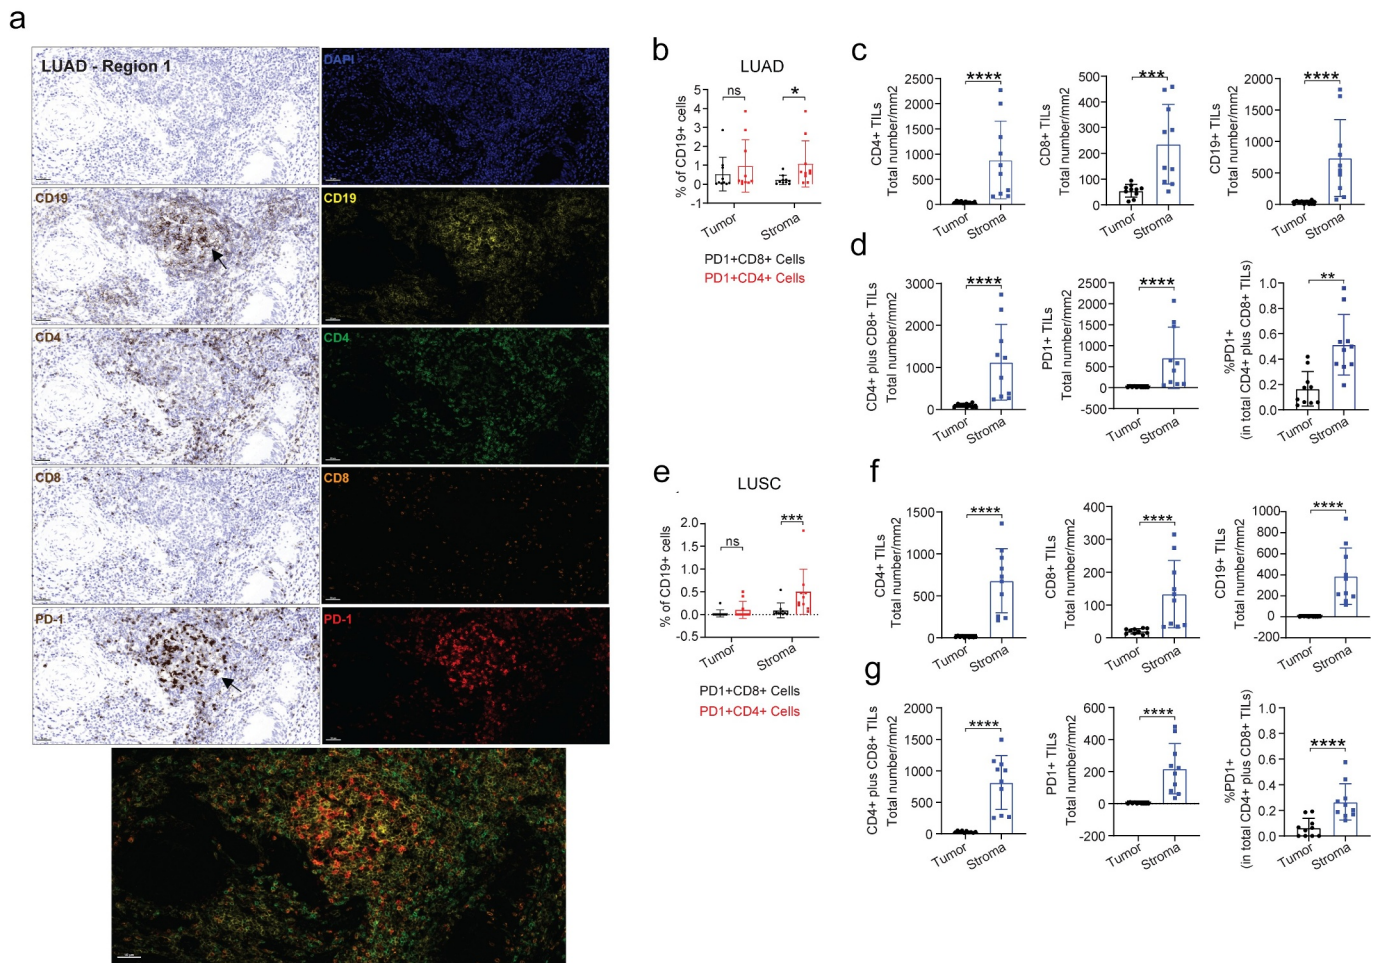 a
LUAD - Region 1
DAPI
CD19
CD19
CD4
CD4
CD8
CD8
PD-1
PD-1
b
LUAD
% of CD19+ cells
5
4
3
2
1
0
-1
ns
*
Tumor
Stroma
PD1+CD8+ Cells
PD1+CD4+ Cells
c
CD4+ TILs
Total number/mm2
2500
2000
1500
1000
500
0
****
Tumor
Stroma
CD8+ TILs
Total number/mm2
500
400
300
200
100
0
***
Tumor
Stroma
CD19+ TILs
Total number/mm2
2000
1500
1000
500
0
****
Tumor
Stroma
d
CD4+ plus CD8+ TILs
Total number/mm2
3000
2000
1000
0
****
Tumor
Stroma
PD1+ TILs
Total number/mm2
2500
2000
1500
1000
500
0
-500
****
Tumor
Stroma
%PD1+
(in total CD4+ plus CD8+ TILs)
1.0
0.8
0.6
0.4
0.2
0.0
**
Tumor
Stroma
e
LUSC
% of CD19+ cells
2.0
1.5
1.0
0.5
0.0
-0.5
ns
***
Tumor
Stroma
PD1+CD8+ Cells
PD1+CD4+ Cells
f
CD4+ TILs
Total number/mm2
1500
1000
500
0
****
Tumor
Stroma
CD8+ TILs
Total number/mm2
400
300
200
100
0
****
Tumor
Stroma
CD19+ TILs
Total number/mm2
1000
800
600
400
200
0
-200
****
Tumor
Stroma
g
CD4+ plus CD8+ TILs
Total number/mm2
2000
1500
1000
500
0
****
Tumor
Stroma
PD1+ TILs
Total number/mm2
600
400
200
0
-200
****
Tumor
Stroma
%PD1+
(in total CD4+ plus CD8+ TILs)
1.0
0.8
0.6
0.4
0.2
0.0
****
Tumor
Stroma